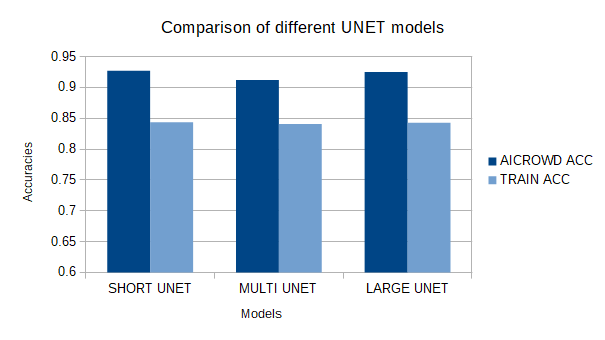 Comparison of different UNET models
0.95
0.9
0.85
0.8
0.75
0.7
0.65
0.6
Accuracies
SHORT UNET MULTI UNET LARGE UNET
Models
AICROWD ACC
TRAIN ACC